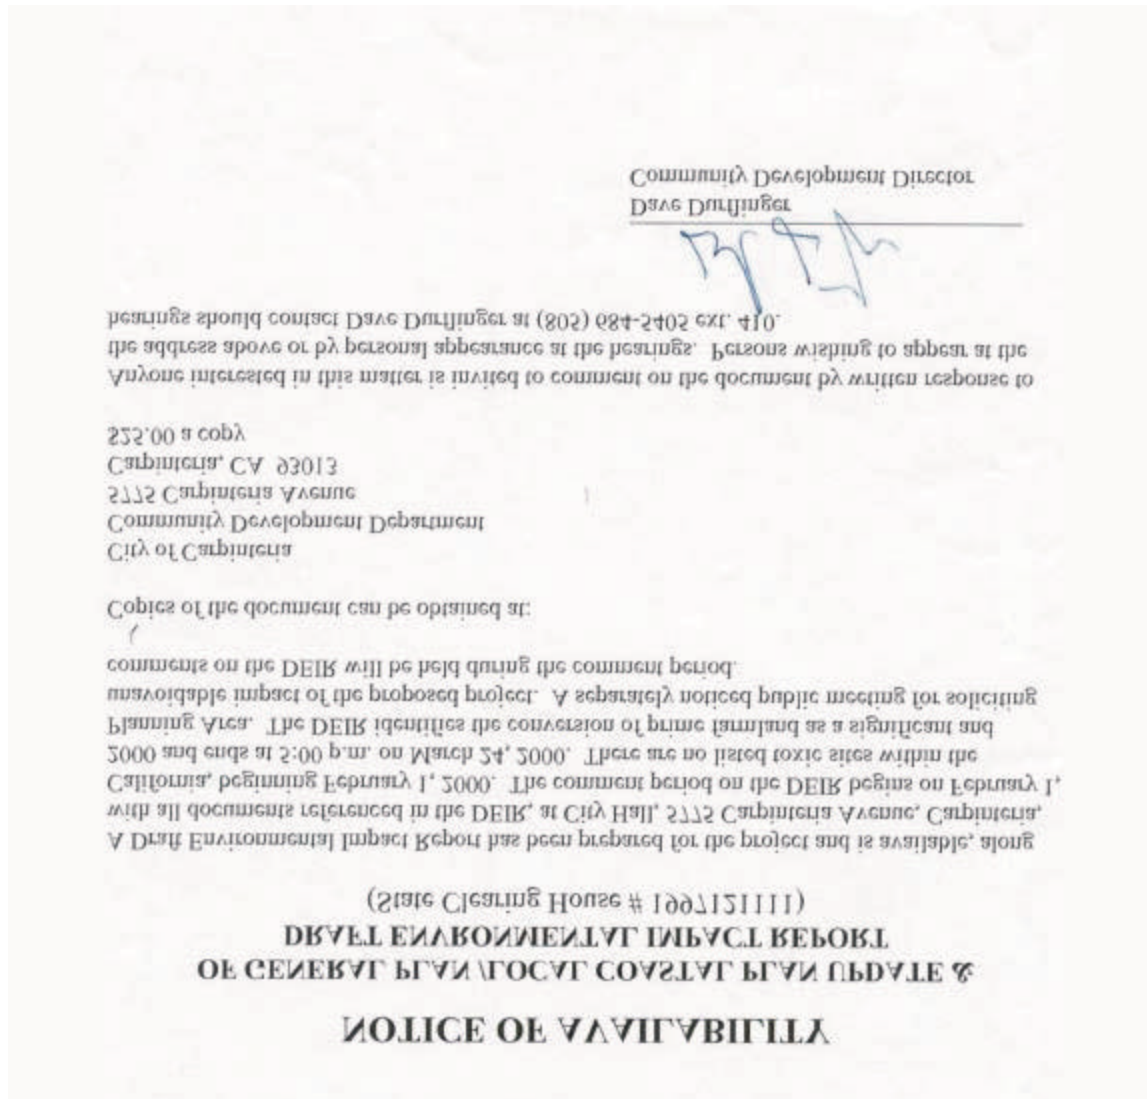 NOTICE OF AVAILABILITY
OF GENERAL PLAN /LOCAL COASTAL PLAN UPDATE &
DRAFT ENVIRONMENTAL IMPACT REPORT
(State Clearing House # 1997121111)
A Draft Environmental Impact Report has been prepared for the project and is available, along
with all documents referenced in the DEIR, at City Hall, 5775 Carpinteria Avenue, Carpinteria,
California, beginning February 1, 2000.  The comment period on the DEIR begins on February 1,
2000 and ends at 5:00 p.m. on March 24, 2000.  There are no listed toxic sites within the
Planning Area.  The DEIR identifies the conversion of prime farmland as a significant and
unavoidable impact of the proposed project.  A separately noticed public meeting for soliciting
comments on the DEIR will be held during the comment period.
Copies of the document can be obtained at:
City of Carpinteria
Community Development Department
5775 Carpinteria Avenue
Carpinteria, CA  93013
$25.00 a copy
Anyone interested in this matter is invited to comment on the document by written response to
the address above or by personal appearance at the hearings.  Persons wishing to appear at the
hearings should contact Dave Durflinger at (805) 684-5405 ext. 410.
Dave Durflinger
Community Development Director